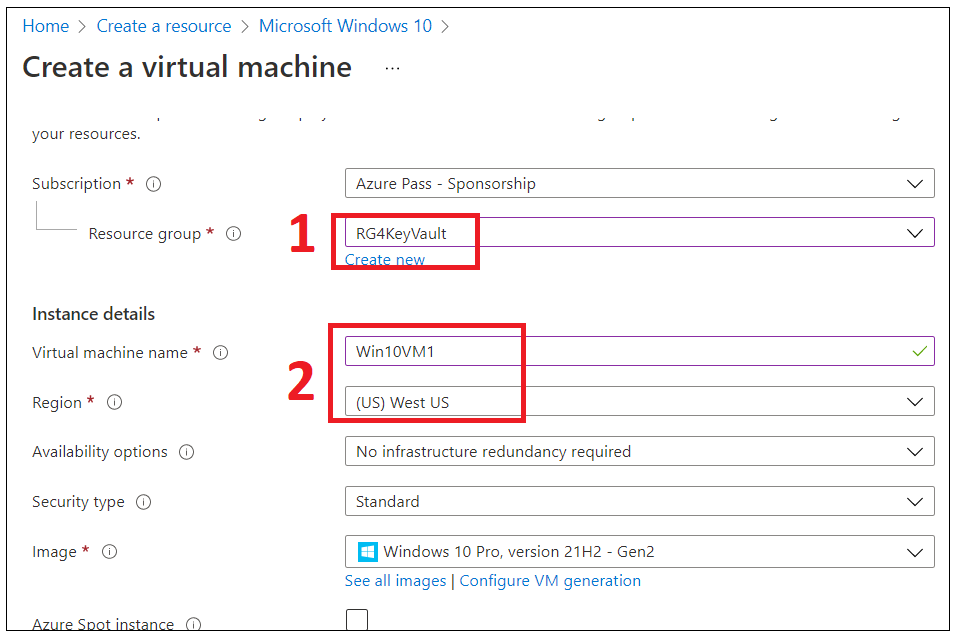 Home > Create a resource > Microsoft Windows 10 >
Create a virtual machine ...
your resources.
Subscription * Azure Pass - Sponsorship
1
Resource group * RG4KeyVault
Create new
Instance details
2
Virtual machine name * Win10VM1
Region * (US) West US
Availability options No infrastructure redundancy required
Security type Standard
Image * Windows 10 Pro, version 21H2 - Gen2
See all images | Configure VM generation
Azure Spot instance